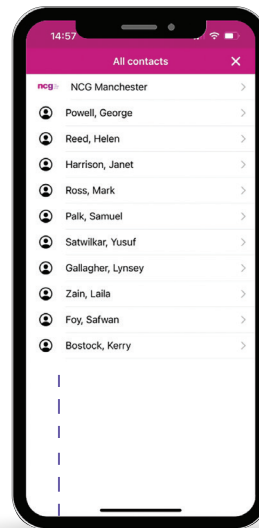 14:57
All contacts
ncg NCG Manchester
Powell, George
Reed, Helen
Harrison, Janet
Ross, Mark
Palk, Samuel
Satwilkar, Yusuf
Gallagher, Lynsey
Zain, Laila
Foy, Safwan
Bostock, Kerry